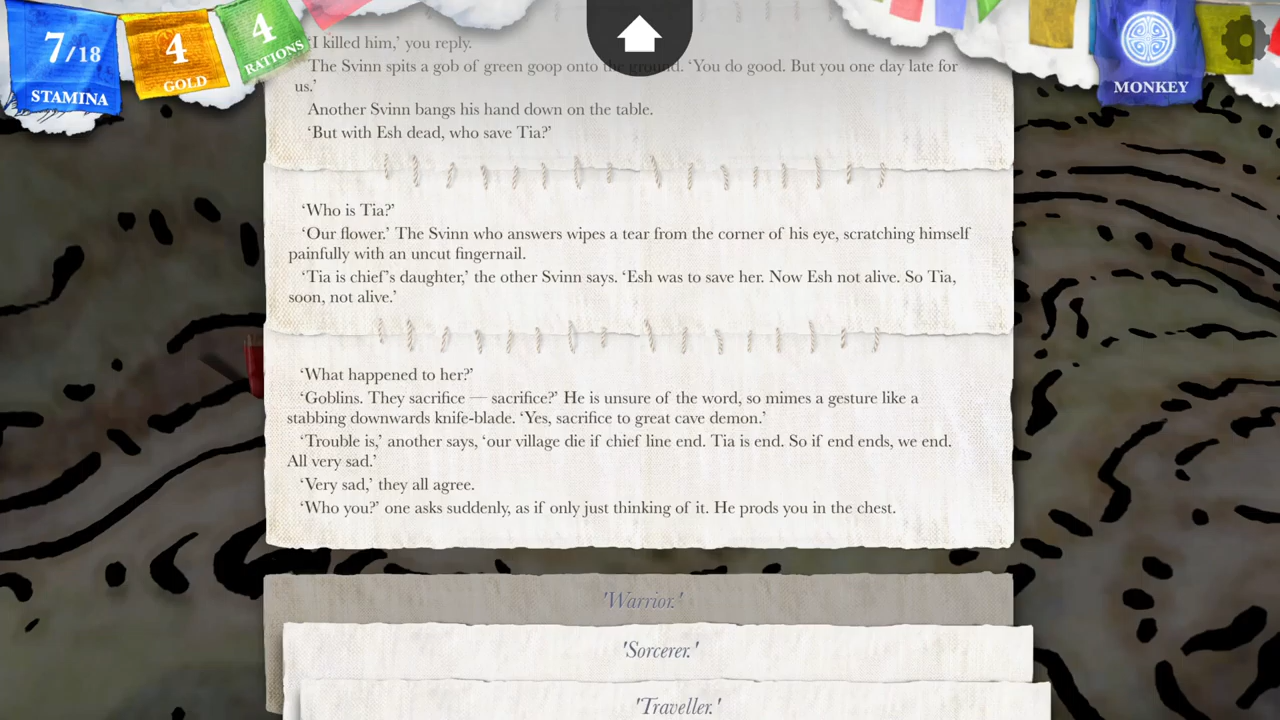 7/18
STAMINA
4
GOLD
4
RATIONS
MONKEY
'I killed him,' you reply.
The Svinn spits a gob of green goop onto the ground. 'You do good. But you one day late for
us.'
Another Svinn bangs his hand down on the table.
'But with Esh dead, who save Tia?'
'Who is Tia?'
'Our flower.' The Svinn who answers wipes a tear from the corner of his eye, scratching himself
painfully with an uncut fingernail.
'Tia is chief's daughter,' the other Svinn says. 'Esh was to save her. Now Esh not alive. So Tia,
soon, not alive.'
'What happened to her?'
'Goblins. They sacrifice — sacrifice?' He is unsure of the word, so mimes a gesture like a
stabbing downwards knife-blade. 'Yes, sacrifice to great cave demon.'
'Trouble is,' another says, 'our village die if chief line end. Tia is end. So if end ends, we end.
All very sad.'
'Very sad,' they all agree.
'Who you?' one asks suddenly, as if only just thinking of it. He prods you in the chest.
'Warrior.'
'Sorcerer.'
'Traveller.'